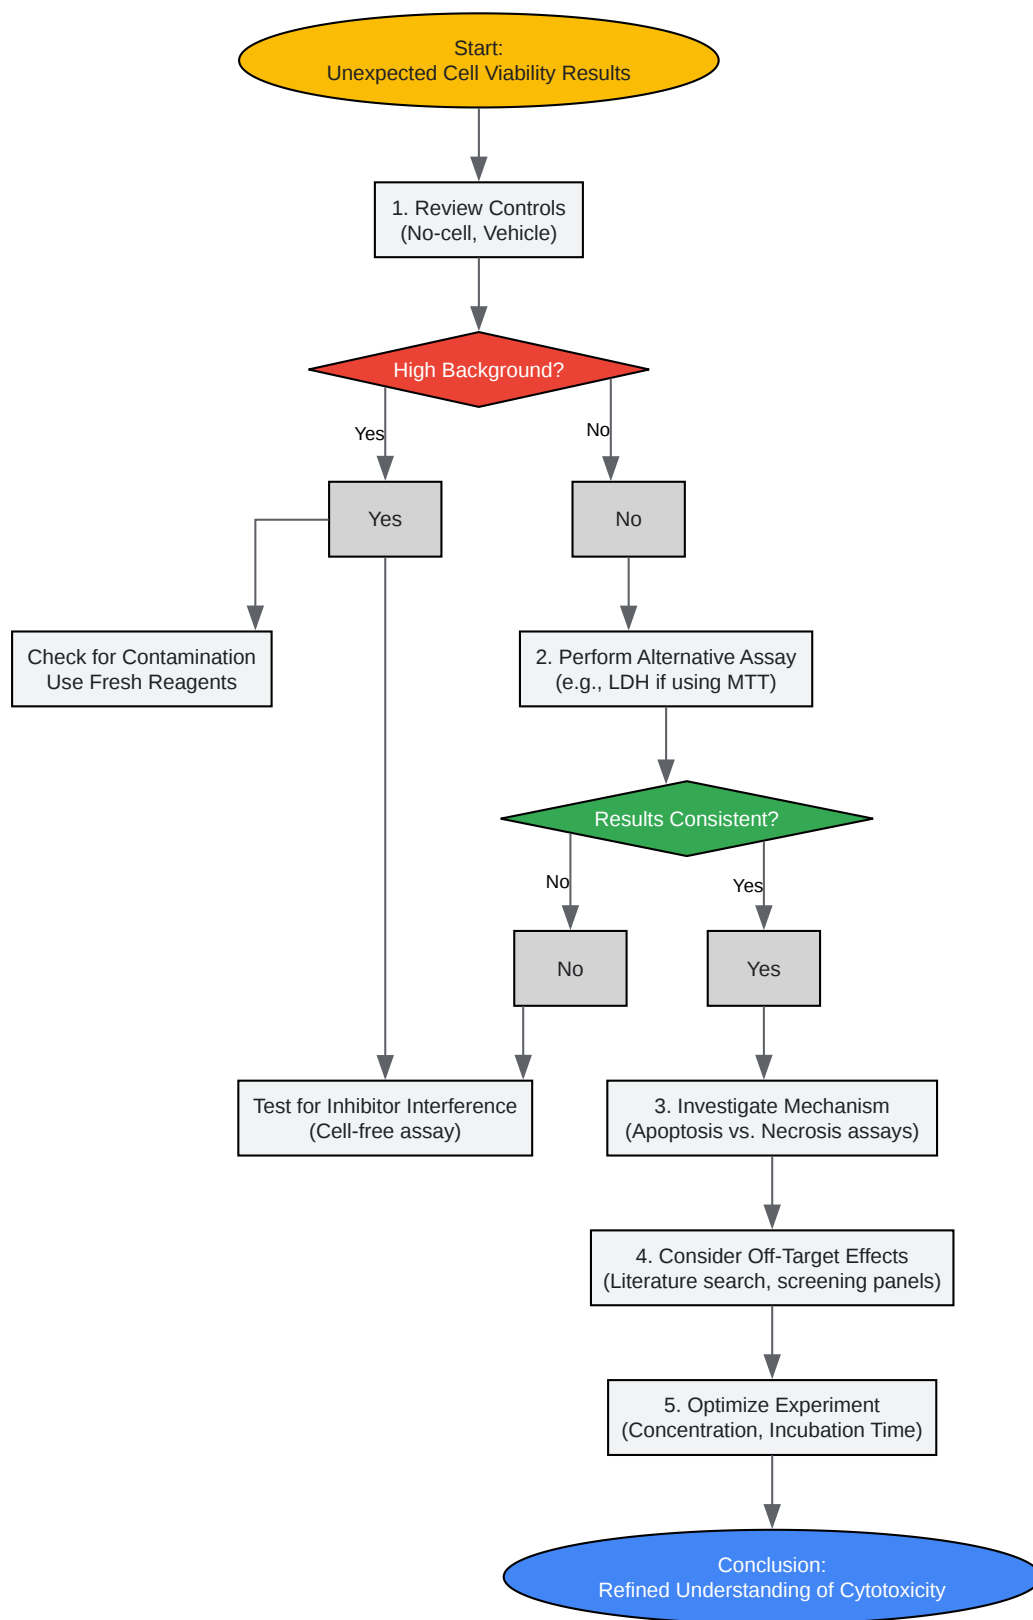 Start:
Unexpected Cell Viability Results
1. Review Controls
(No-cell, Vehicle)
High Background?
Yes
No
Yes
No
Check for Contamination
Use Fresh Reagents
2. Perform Alternative Assay
(e.g., LDH if using MTT)
Results Consistent?
No
Yes
No
Yes
Test for Inhibitor Interference
(Cell-free assay)
3. Investigate Mechanism
(Apoptosis vs. Necrosis assays)
4. Consider Off-Target Effects
(Literature search, screening panels)
5. Optimize Experiment
(Concentration, Incubation Time)
Conclusion:
Refined Understanding of Cytotoxicity